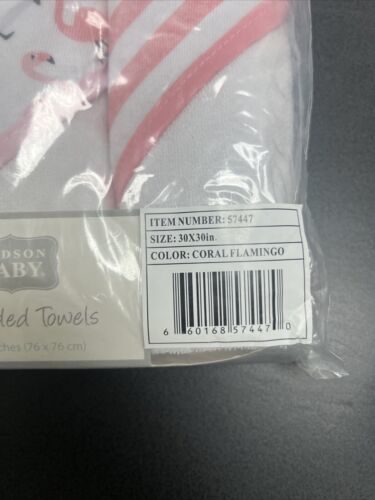 ITEM NUMBER: 57447
SIZE: 30X30in.
COLOR: CORAL FLAMINGO
6 60168 57447 0
DSON
ABY
ded Towels
ches (76 x 76 cm)